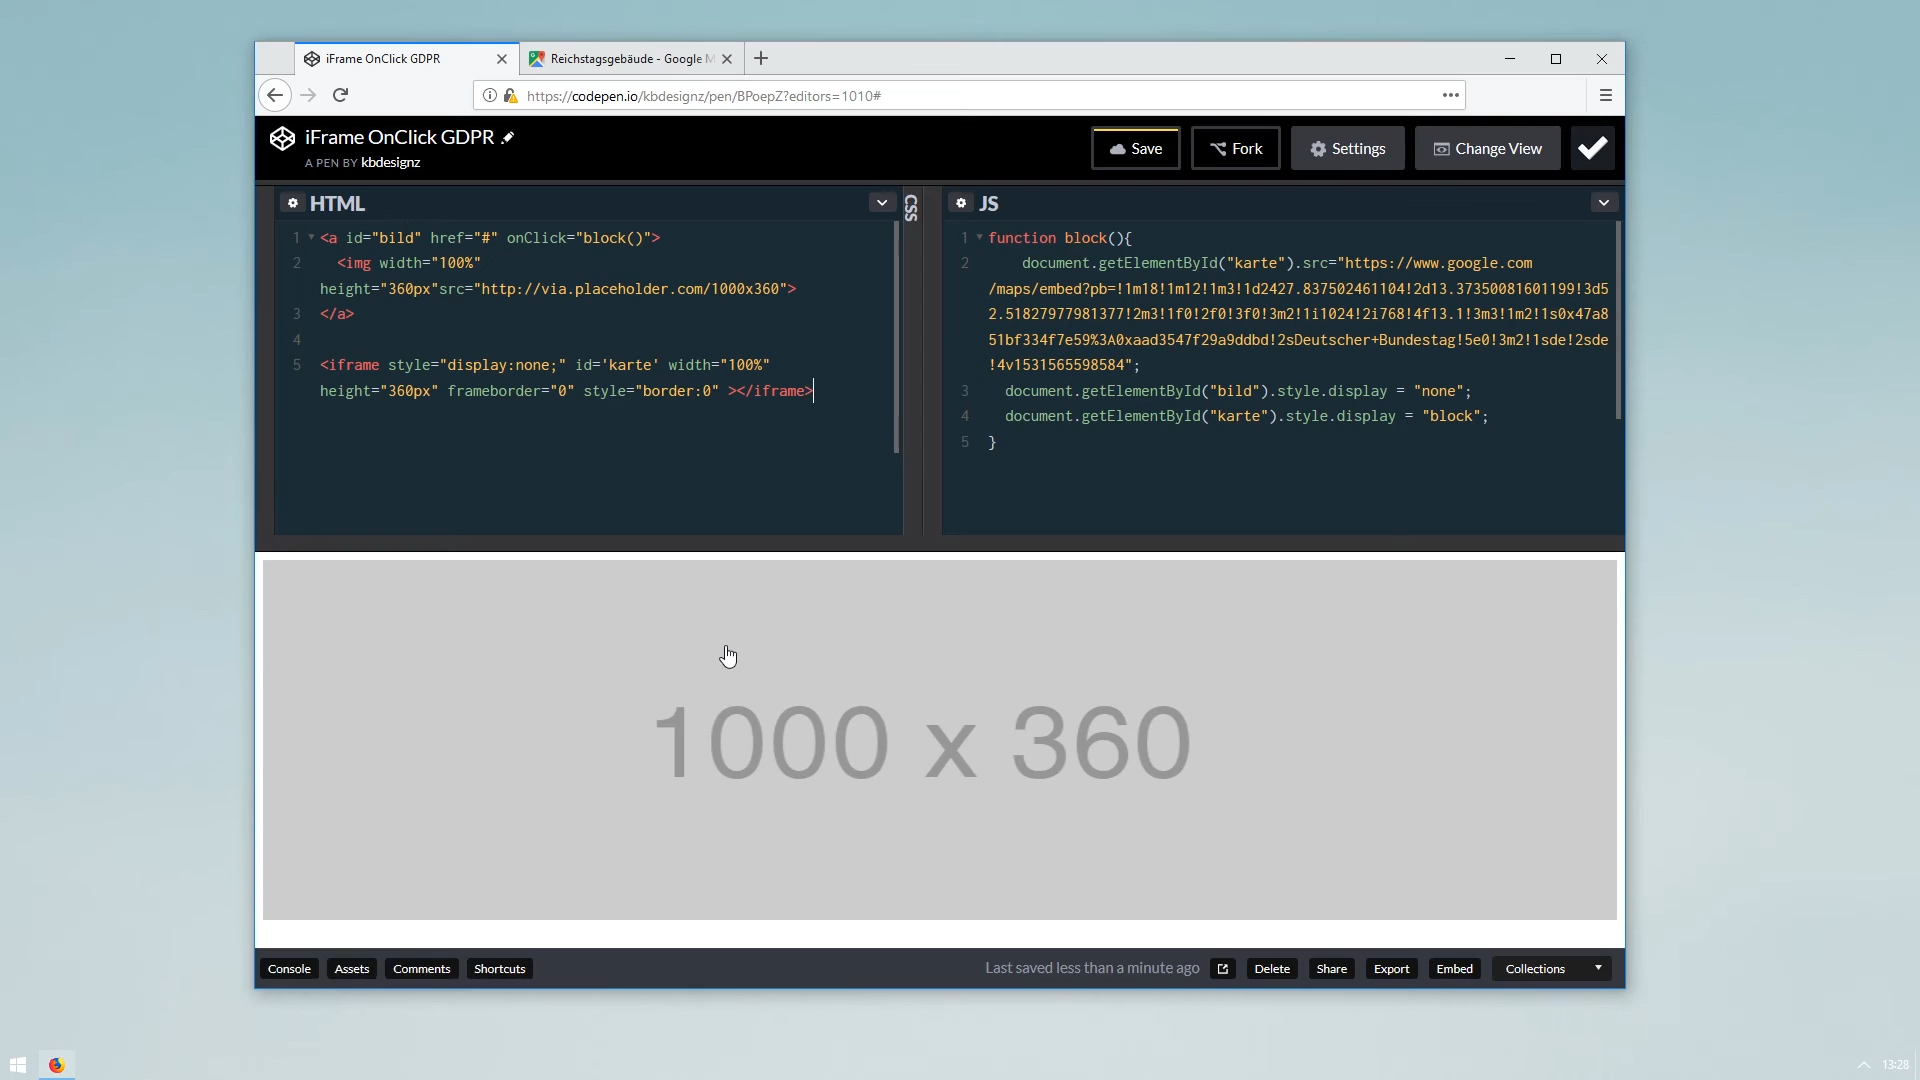 iFrame OnClick GDPR
Reichstagsgebäude - Google M
https://codepen.io/kbdesignz/pen/BPoepZ?editors=1010#
iFrame OnClick GDPR
A PEN BY kbdesignz
Save
Fork
Settings
Change View
HTML
1 <a id="bild" href="#" onClick="block()">
2 <img width="100%"
height="360px"src="http://via.placeholder.com/1000x360">
3 </a>
4
5 <iframe style="display:none;" id='karte' width="100%"
height="360px" frameborder="0" style="border:0" ></iframe>
CSS
JS
1 function block(){
2 document.getElementById("karte").src="https://www.google.com
/maps/embed?pb=!1m18!1m12!1m3!1d2427.837502461104!2d13.37350081601199!3d5
2.51827977981377!2m3!1f0!2f0!3f0!3m2!1i1024!2i768!4f13.1!3m3!1m2!1s0x47a8
51bf334f7e59%3A0xaad3547f29a9ddbd!2sDeutscher+Bundestag!5e0!3m2!1sde!2sde
!4v1531565598584";
3 document.getElementById("bild").style.display = "none";
4 document.getElementById("karte").style.display = "block";
5 }
1000 x 360
Console
Assets
Comments
Shortcuts
Last saved less than a minute ago
Delete
Share
Export
Embed
Collections
13:28